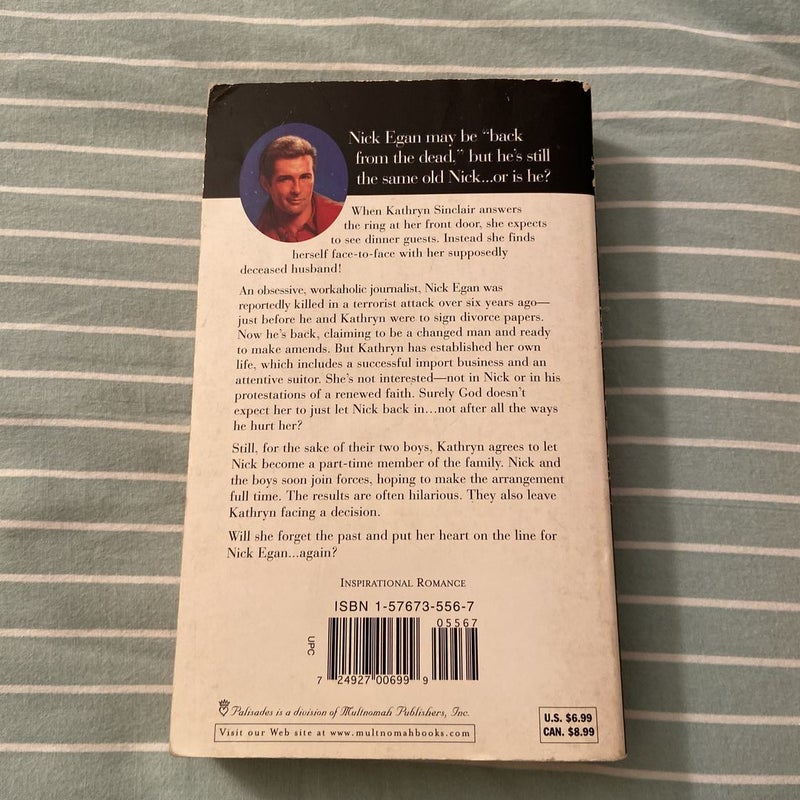 Nick Egan may be “back
from the dead,” but he’s still
the same old Nick...or is he?
When Kathryn Sinclair answers
the ring at her front door, she expects
to see dinner guests. Instead she finds
herself face-to-face with her supposedly
deceased husband!
An obsessive, workaholic journalist, Nick Egan was
reportedly killed in a terrorist attack over six years ago—
just before he and Kathryn were to sign divorce papers.
Now he’s back, claiming to be a changed man and ready
to make amends. But Kathryn has established her own
life, which includes a successful import business and an
attentive suitor. She’s not interested—not in Nick or in his
protestations of a renewed faith. Surely God doesn’t
expect her to just let Nick back in...not after all the ways
he hurt her?
Still, for the sake of their two boys, Kathryn agrees to let
Nick become a part-time member of the family. Nick and
the boys soon join forces, hoping to make the arrangement
full time. The results are often hilarious. They also leave
Kathryn facing a decision.
Will she forget the past and put her heart on the line for
Nick Egan...again?
INSPIRATIONAL ROMANCE
ISBN 1-57673-556-7
05567
UPC
7 24927 00699 9
Palisades is a division of Multnomah Publishers, Inc.
Visit our Web site at www.multnomahbooks.com
U.S. $6.99
CAN. $8.99